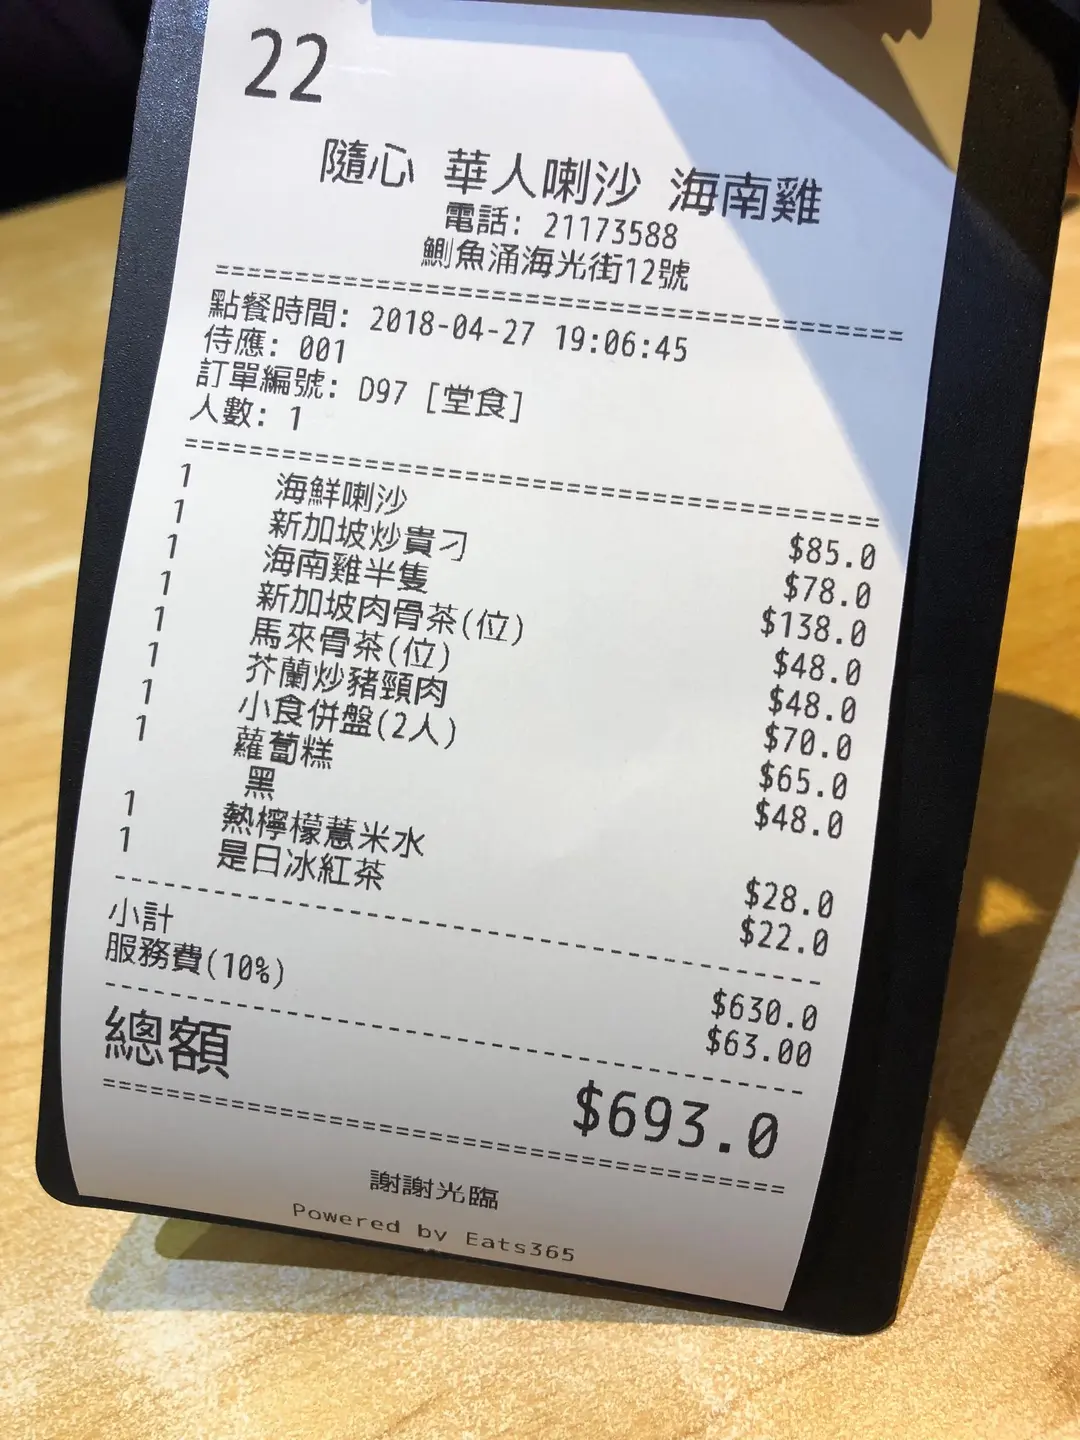 22
隨心 華人喇沙 海南雞
電話: 21173588
鰂魚涌海光街12號
點餐時間: 2018-04-27 19:06:45
侍應: 001
訂單編號: D97 [堂食]
人數: 1
1 海鮮喇沙 $85.0
1 新加坡炒貴刁 $78.0
1 海南雞半隻 $138.0
1 新加坡肉骨茶(位) $48.0
1 馬來骨茶(位) $48.0
1 芥蘭炒豬頸肉 $70.0
1 小食併盤(2人) $65.0
1 蘿蔔糕 $48.0
黑
1 熱檸檬薏米水 $28.0
1 是日冰紅茶 $22.0
小計 $630.0
服務費(10%) $63.00
總額 $693.0
謝謝光臨
Powered by Eats365